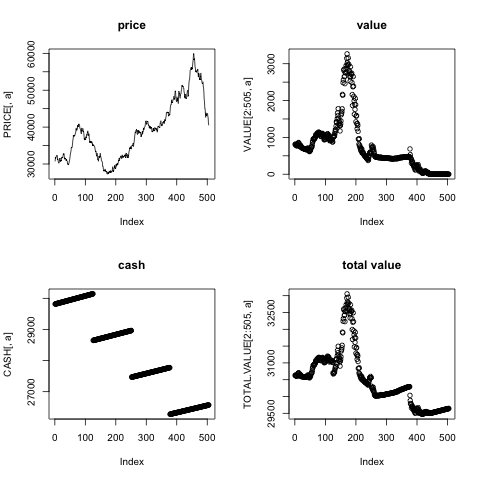 price
PRICE[, a]
30000 40000 50000 60000
0 100 200 300 400 500
Index
value
VALUE[2:505, a]
0 1000 2000 3000
0 100 200 300 400 500
Index
cash
CASH[, a]
27000 29000
0 100 200 300 400 500
Index
total value
TOTAL.VALUE[2:505, a]
29500 31000 32500
0 100 200 300 400 500
Index